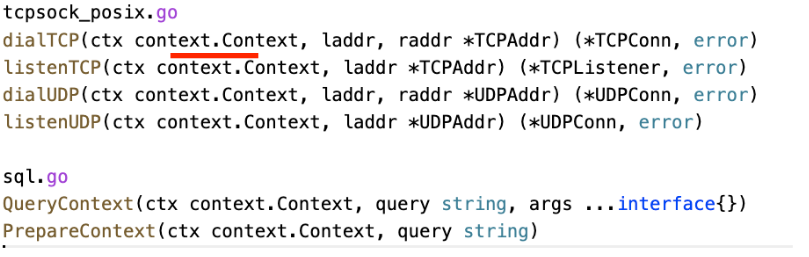 tcpsock_posix.go
dialTCP(ctx context.Context, laddr, raddr *TCPAddr) (*TCPConn, error)
listenTCP(ctx context.Context, laddr *TCPAddr) (*TCPListener, error)
dialUDP(ctx context.Context, laddr, raddr *UDPAddr) (*UDPConn, error)
listenUDP(ctx context.Context, laddr *UDPAddr) (*UDPConn, error)
sql.go
QueryContext(ctx context.Context, query string, args ...interface{})
PrepareContext(ctx context.Context, query string)